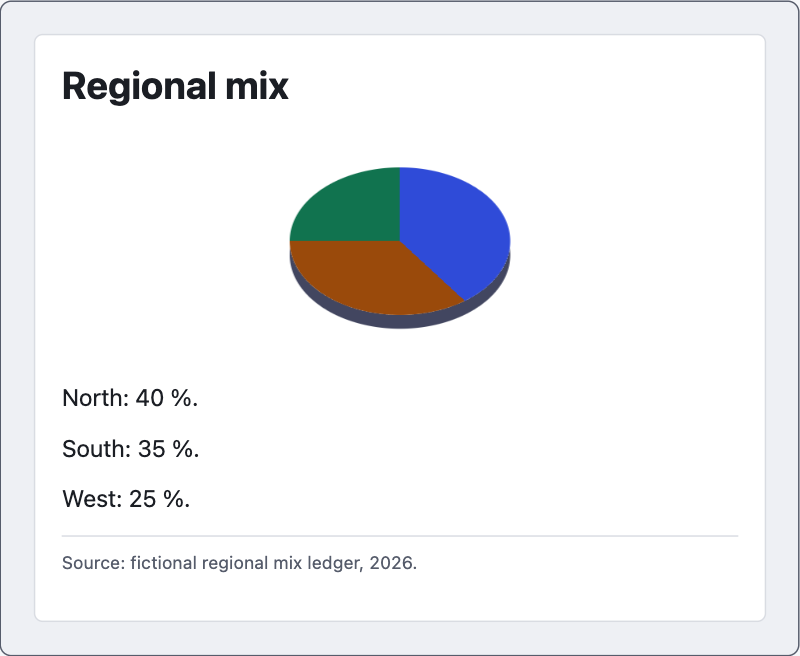 Regional mix
North: 40 %.
South: 35 %.
West: 25 %.
Source: fictional regional mix ledger, 2026.